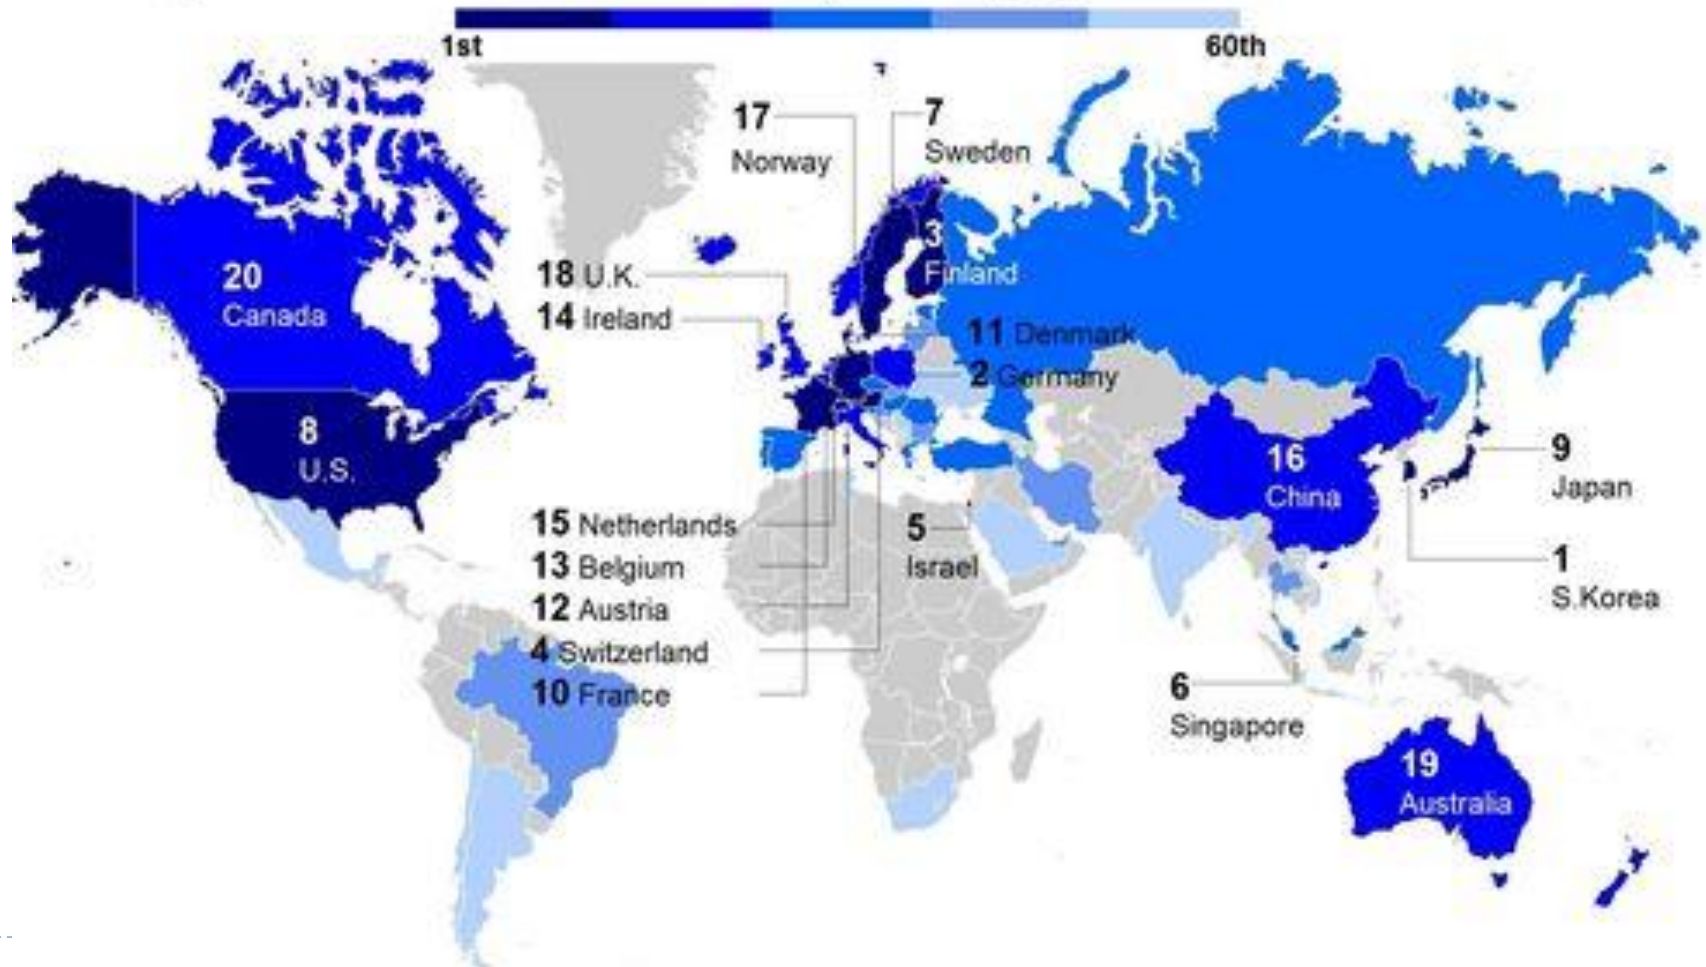 1st
60th
17
Norway
7
Sweden
3
Finland
20
Canada
18 U.K.
14 Ireland
11 Denmark
2 Germany
8
U.S.
16
China
9
Japan
15 Netherlands
13 Belgium
12 Austria
4 Switzerland
10 France
5
Israel
1
S.Korea
6
Singapore
19
Australia